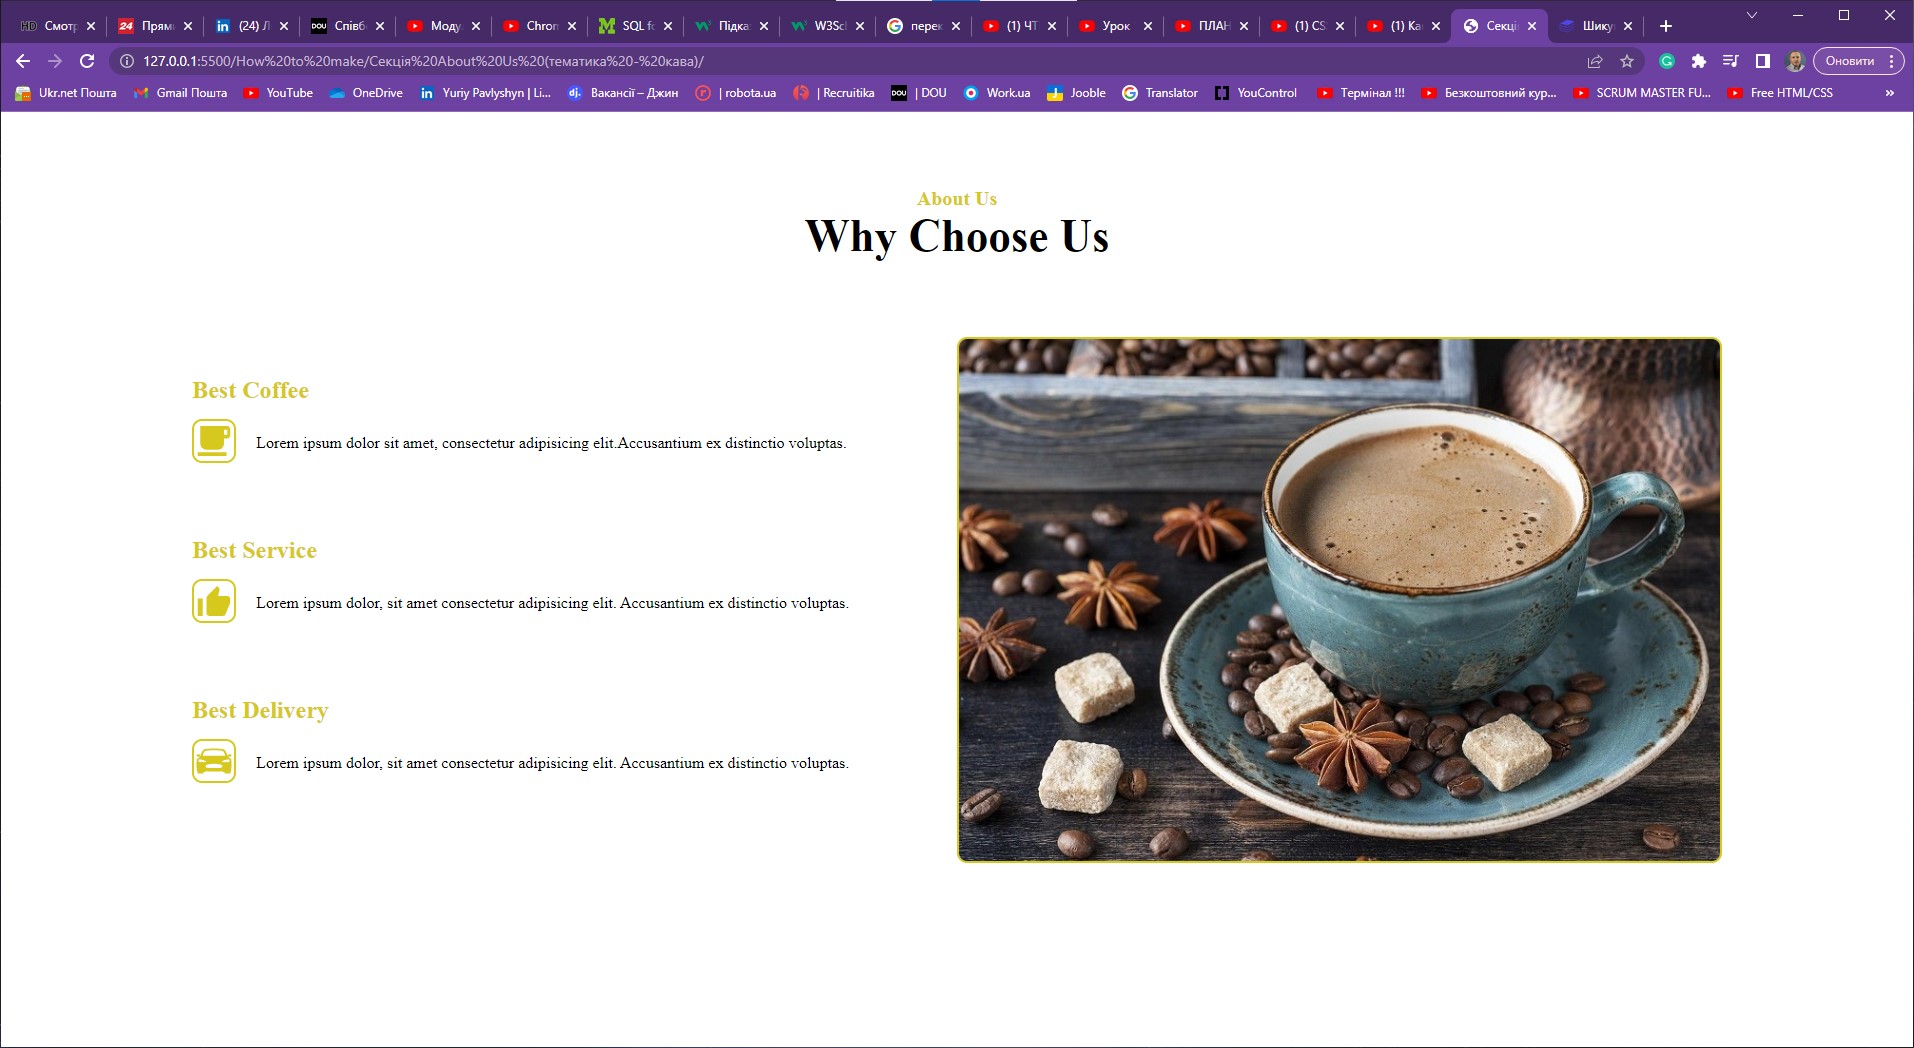 HD Смотр
24 Прям
in (24) Л
DOU Співб
Моду
Chron
SQL fo
Підка
W3Scl
перек
(1) ЧТ
Урок
ПЛАН
(1) CS
(1) Ка
Секці
Шику
127.0.0.1:5500/How%20to%20make/Секція%20About%20Us%20(тематика%20-%20кава)/
Оновити
Ukr.net Пошта
Gmail Пошта
YouTube
OneDrive
in Yuriy Pavlyshyn | Li...
dj. Вакансії – Джин
r | robota.ua
| Recruitika
DOU | DOU
Work.ua
Jooble
Translator
YouControl
Термінал !!!
Безкоштовний кур...
SCRUM MASTER FU...
Free HTML/CSS
»
About Us
Why Choose Us
Best Coffee
Lorem ipsum dolor sit amet, consectetur adipisicing elit.Accusantium ex distinctio voluptas.
Best Service
Lorem ipsum dolor, sit amet consectetur adipisicing elit. Accusantium ex distinctio voluptas.
Best Delivery
Lorem ipsum dolor, sit amet consectetur adipisicing elit. Accusantium ex distinctio voluptas.